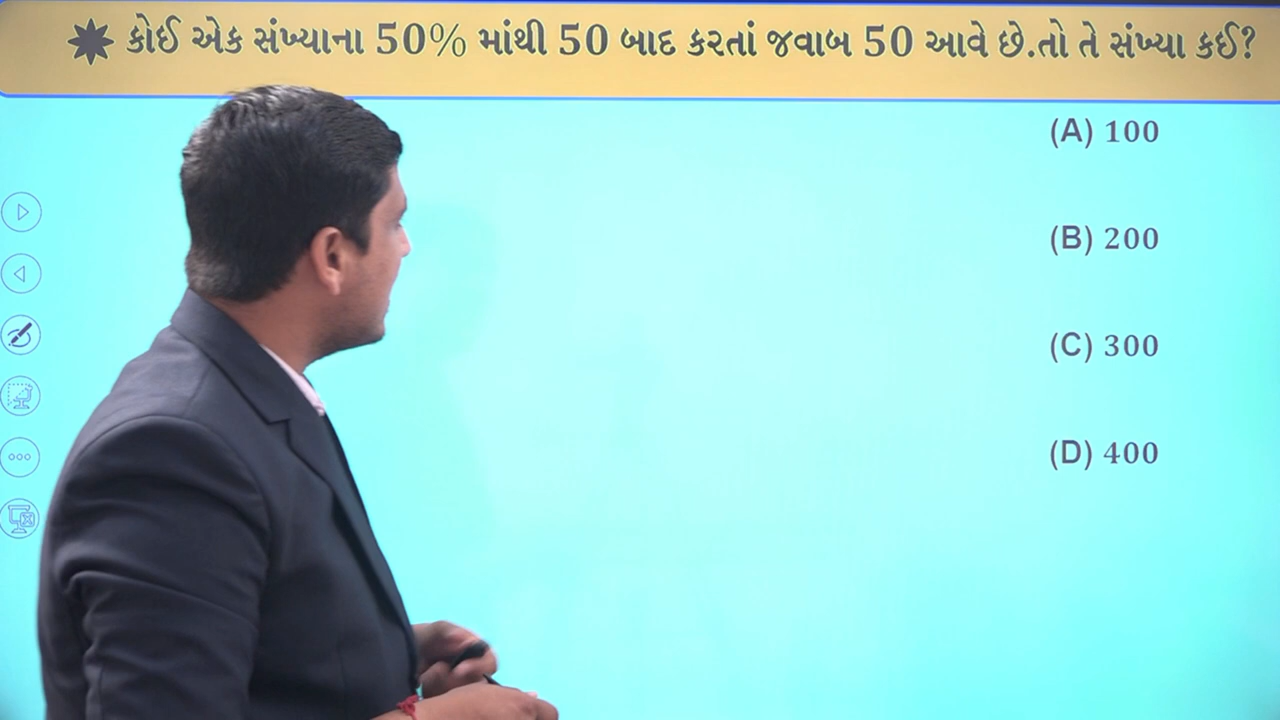 કોઈ એક સંખ્યાના 50% માંથી 50 બાદ કરતાં જવાબ 50 આવે છે.તો તે સંખ્યા કઈ?
(A) 100
(B) 200
(C) 300
(D) 400